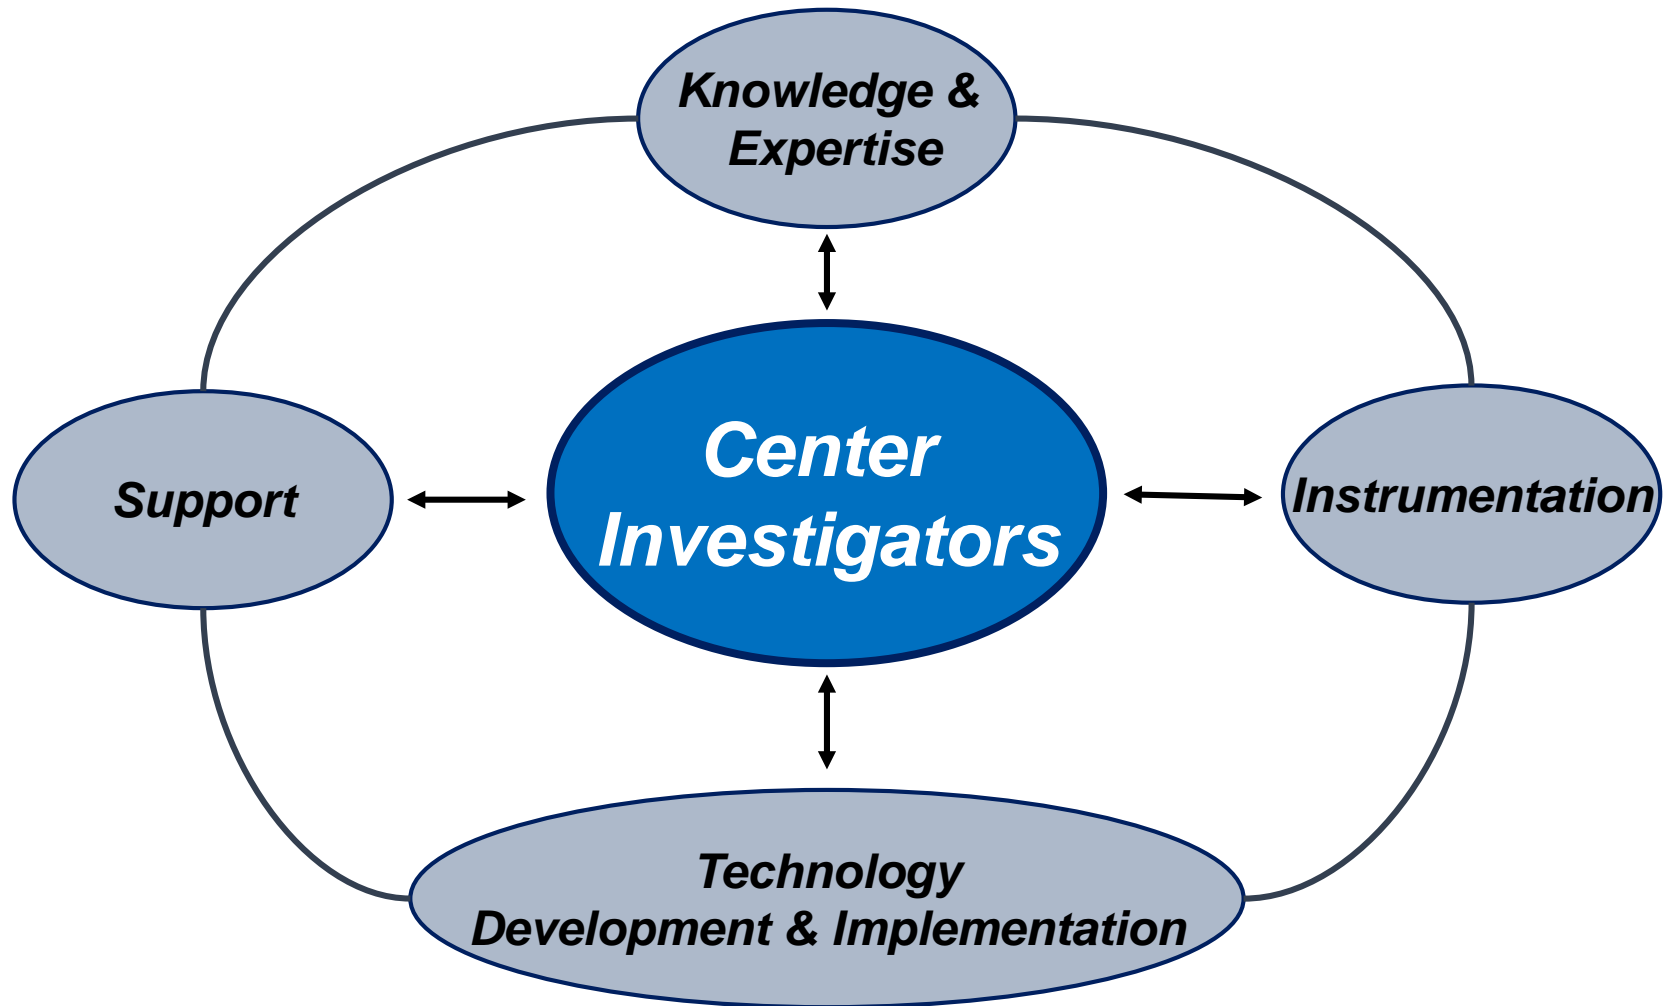 Knowledge &
Expertise
Center
Investigators
Support
Instrumentation
Technology
Development & Implementation